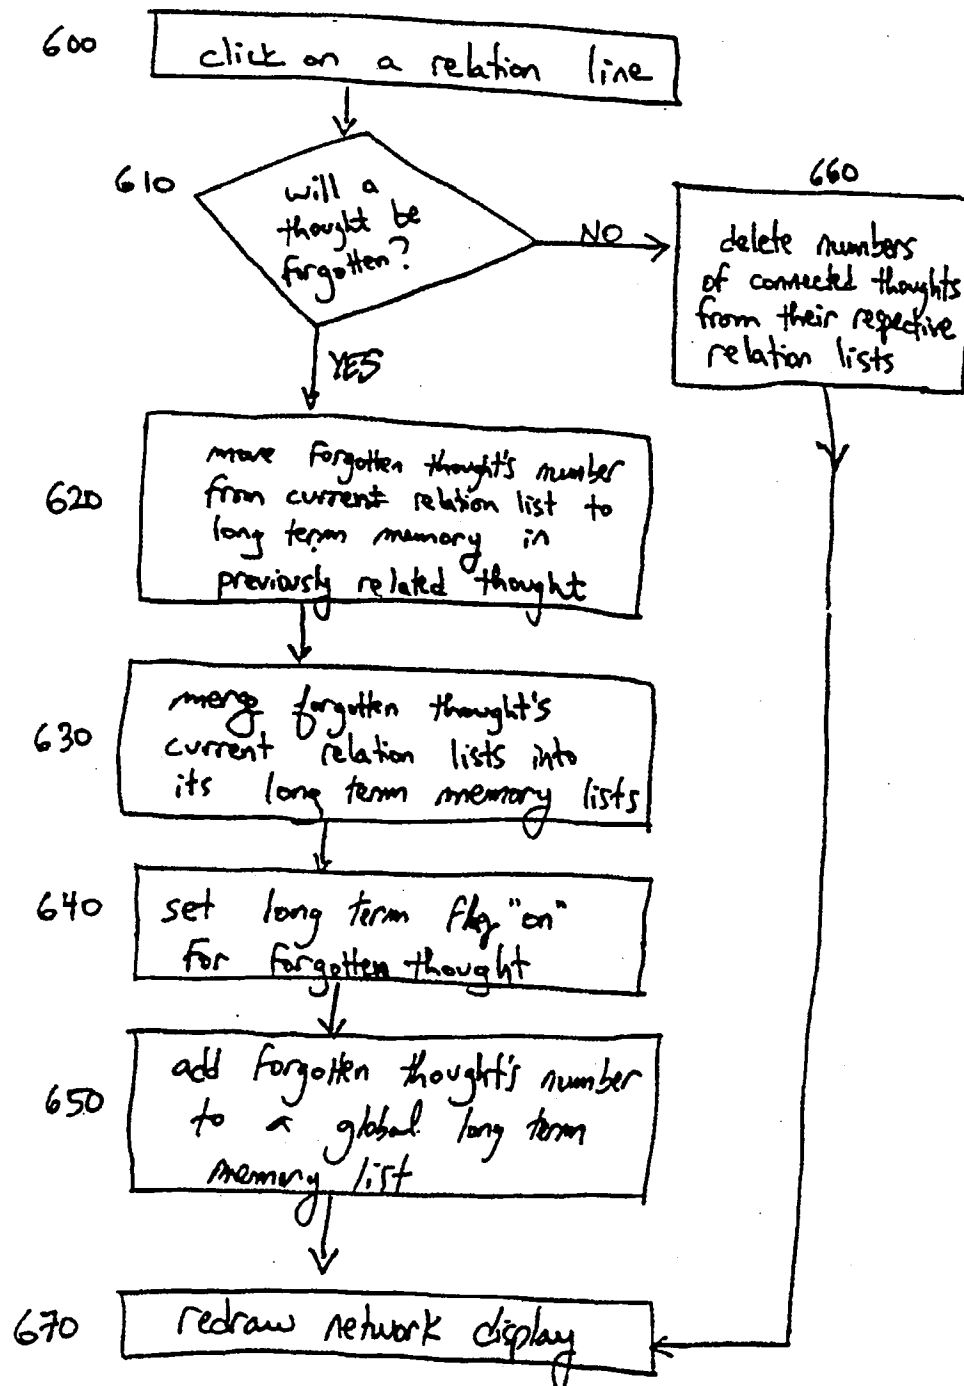 600
click on a relation line
610
will a
thought be
forgotten?
NO
660
delete numbers
of connected thoughts
from their respective
relation lists
YES
620
move forgotten thought's number
from current relation list to
long term memory in
previously related thought
630
merge forgotten thought's
current relation lists into
its long term memory lists
640
set long term flag "on"
for forgotten thought
650
add forgotten thought's number
to a global long term
memory list
670
redraw network display